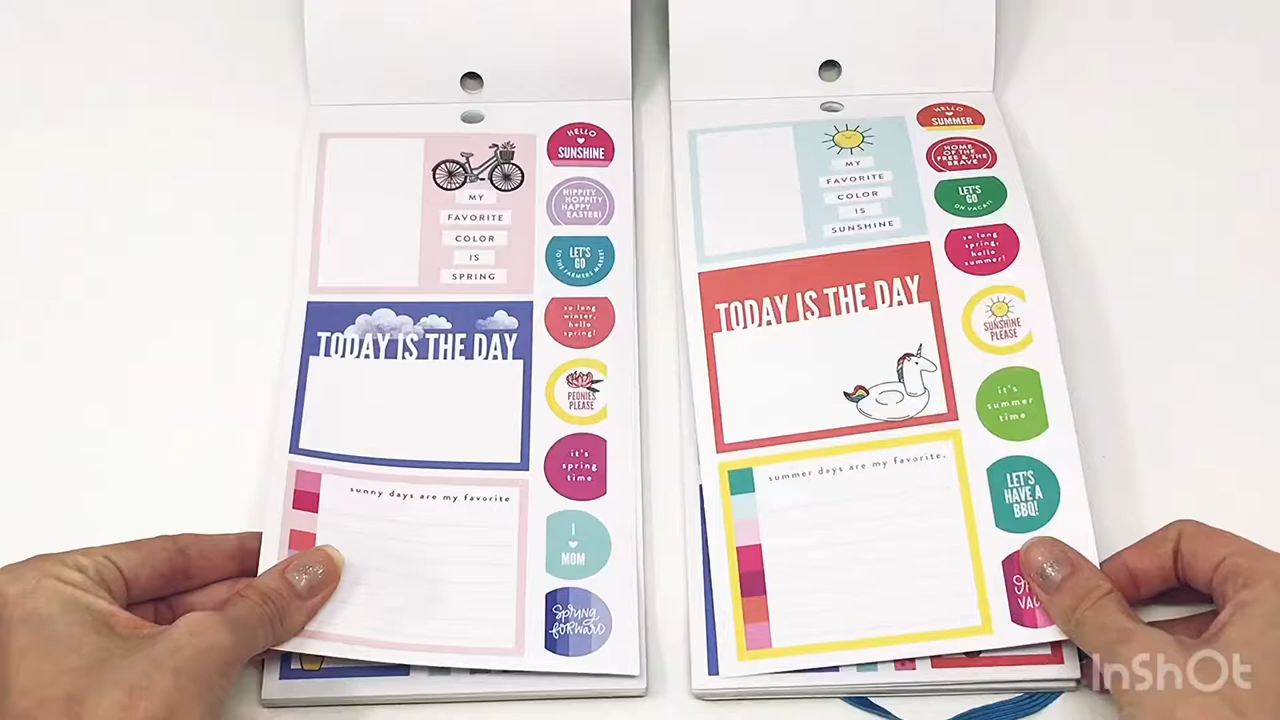 MY
FAVORITE
COLOR
IS
SPRING
TODAY IS THE DAY
sunny days are my favorite
HELLO
SUNSHINE
HIPPITY
HOPPITY
HAPPY
EASTER!
LET'S
GO
TO THE FARMERS MARKET
so long
winter,
hello
spring!
PEONIES
PLEASE
it's
spring
time
I
MOM
Spring
forward
MY
FAVORITE
COLOR
IS
SUNSHINE
TODAY IS THE DAY
summer days are my favorite.
HELLO
SUMMER
HOME
OF THE
FREE & THE
BRAVE
LET'S
GO
ON VACAT
so long
spring,
hello
summer!
SUNSHINE
PLEASE
it's
summer
time
LET'S
HAVE A
BBQ!
InShOt